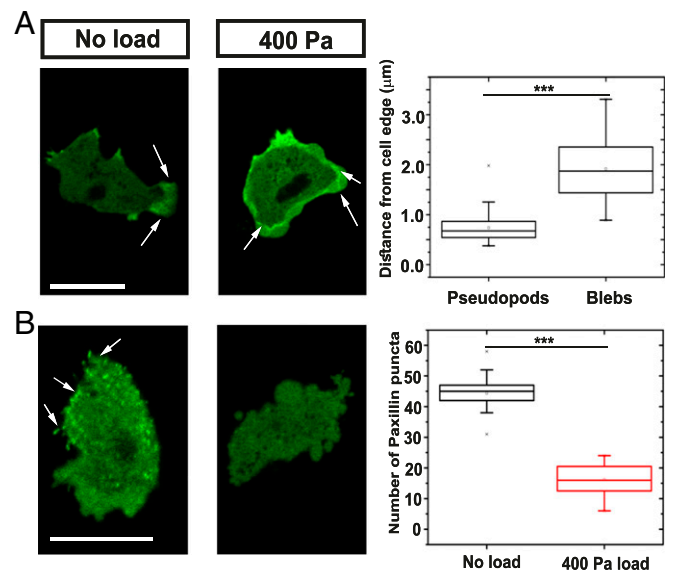 A
No load
400 Pa
Distance from cell edge (µm)
3.0
2.0
1.0
0.0
***
Pseudopods
Blebs
B
Number of Paxillin puncta
60
50
40
30
20
10
0
***
No load
400 Pa load